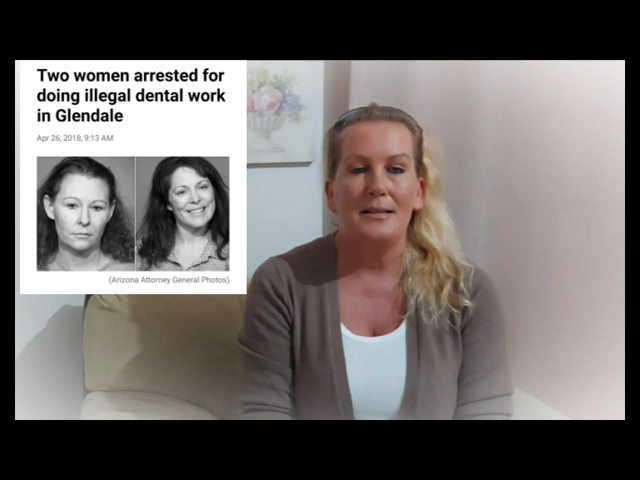 Two women arrested for
doing illegal dental work
in Glendale
Apr 26, 2018, 9:13 AM
(Arizona Attorney General Photos)